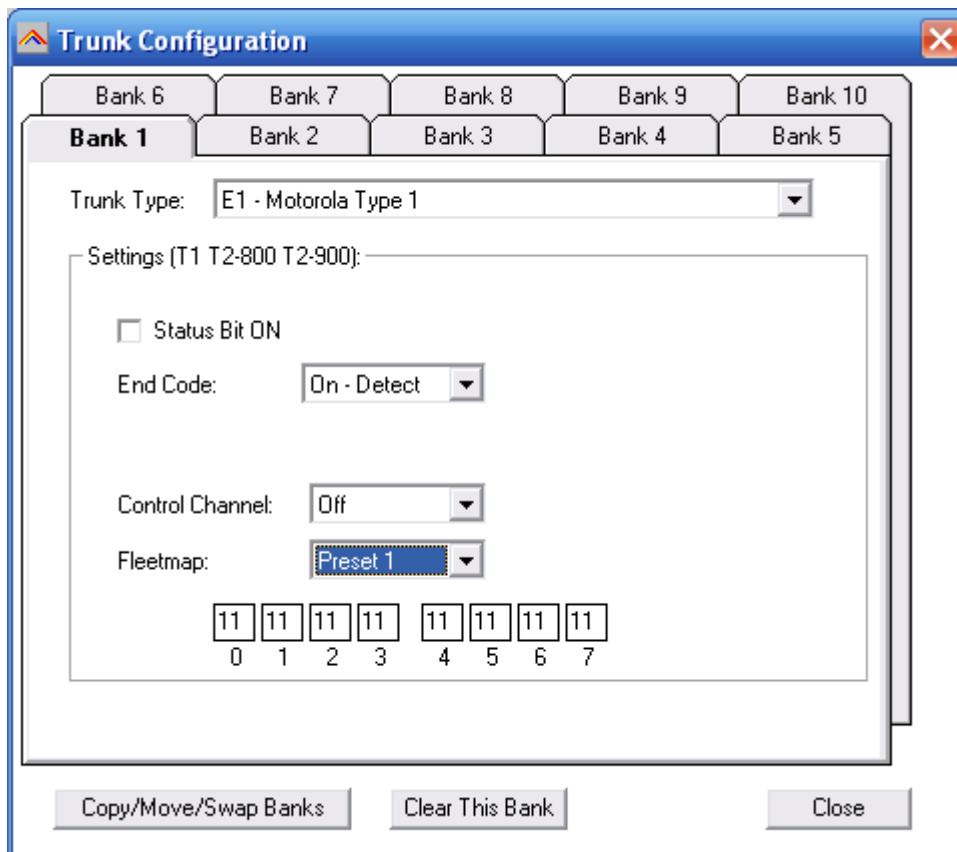 Trunk Configuration
Bank 6 Bank 7 Bank 8 Bank 9 Bank 10
Bank 1 Bank 2 Bank 3 Bank 4 Bank 5
Trunk Type: E1 - Motorola Type 1
Settings (T1 T2-800 T2-900):
Status Bit ON
End Code: On - Detect
Control Channel: Off
Fleetmap: Preset 1
11 11 11 11 11 11 11 11
0 1 2 3 4 5 6 7
Copy/Move/Swap Banks Clear This Bank Close